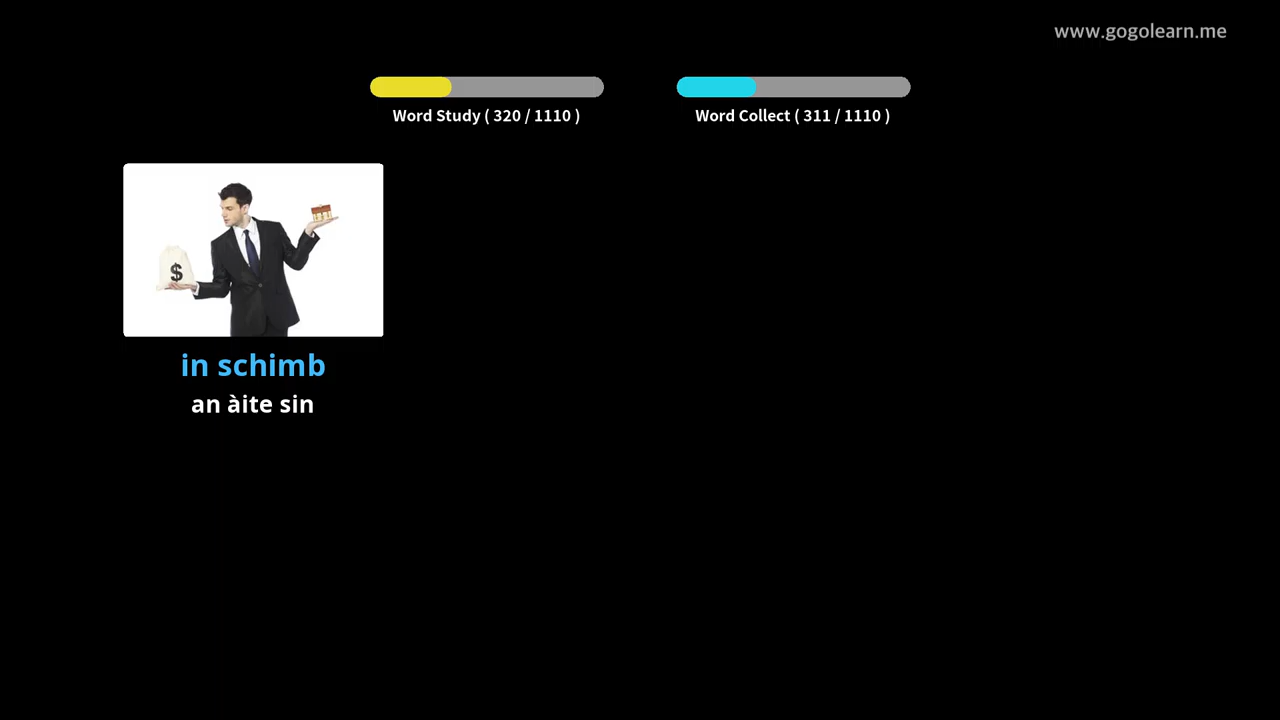 www.gogolearn.me
Word Study ( 320 / 1110 )
Word Collect ( 311 / 1110 )
$
in schimb
an àite sin